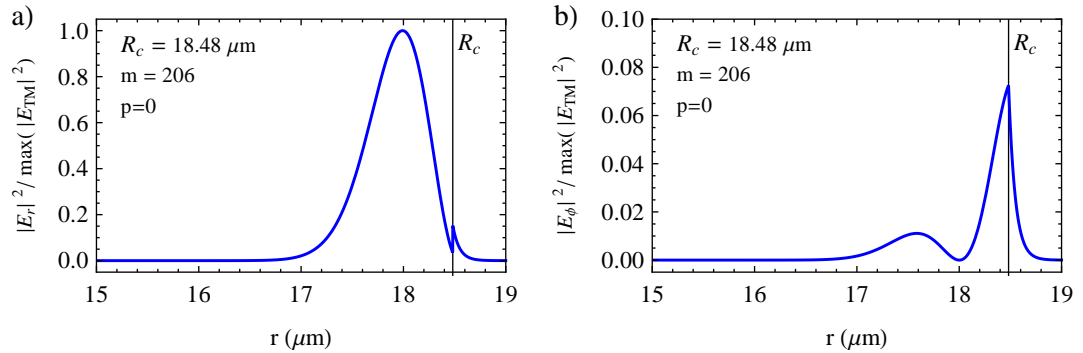 a)
|E_r|² / max( |E_TM|² )
1.0
0.8
0.6
0.4
0.2
0.0
R_c = 18.48 μm
m = 206
p=0
R_c
15 16 17 18 19
r (μm)
b)
|E_ϕ|² / max( |E_TM|² )
0.10
0.08
0.06
0.04
0.02
0.00
R_c = 18.48 μm
m = 206
p=0
R_c
15 16 17 18 19
r (μm)